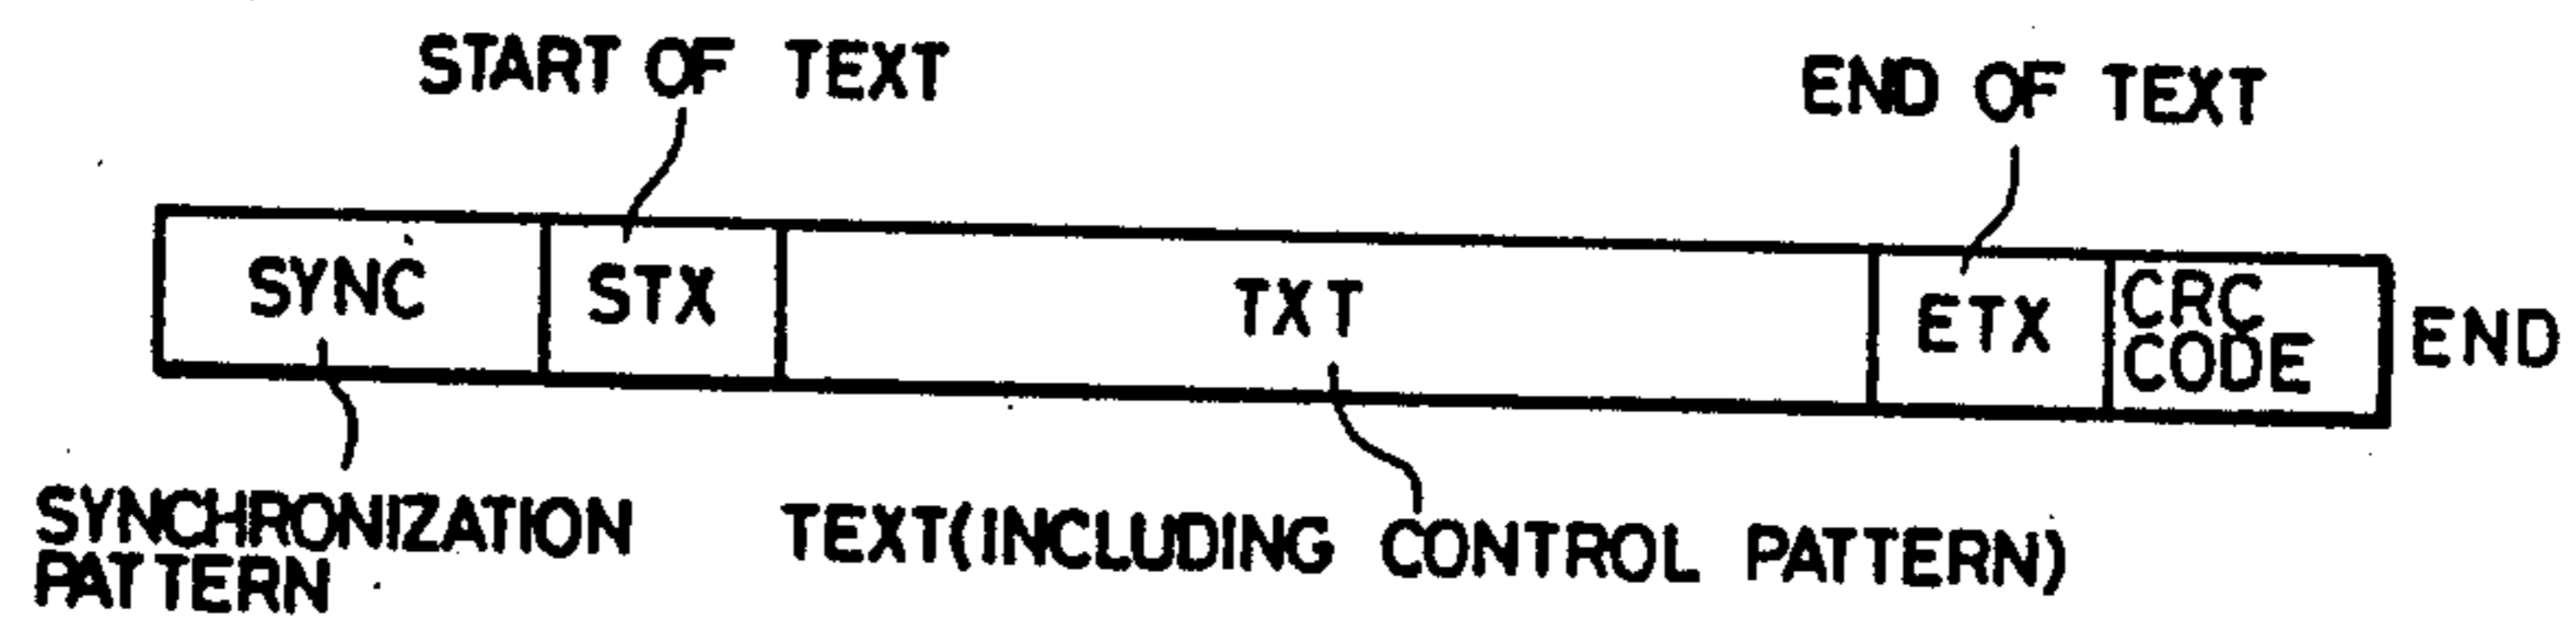 START OF TEXT
END OF TEXT
SYNC
STX
TXT
ETX
CRC
CODE
END
SYNCHRONIZATION
PATTERN
TEXT(INCLUDING CONTROL PATTERN)